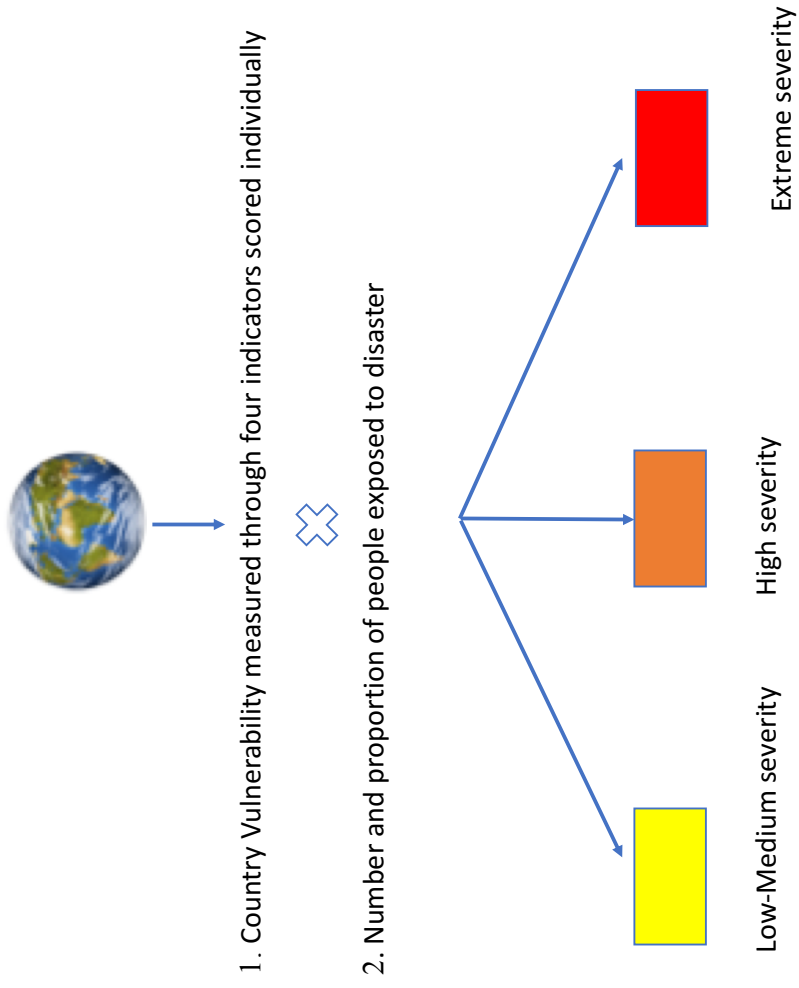 1. Country Vulnerability measured through four indicators scored individually
2. Number and proportion of people exposed to disaster
Low-Medium severity
High severity
Extreme severity